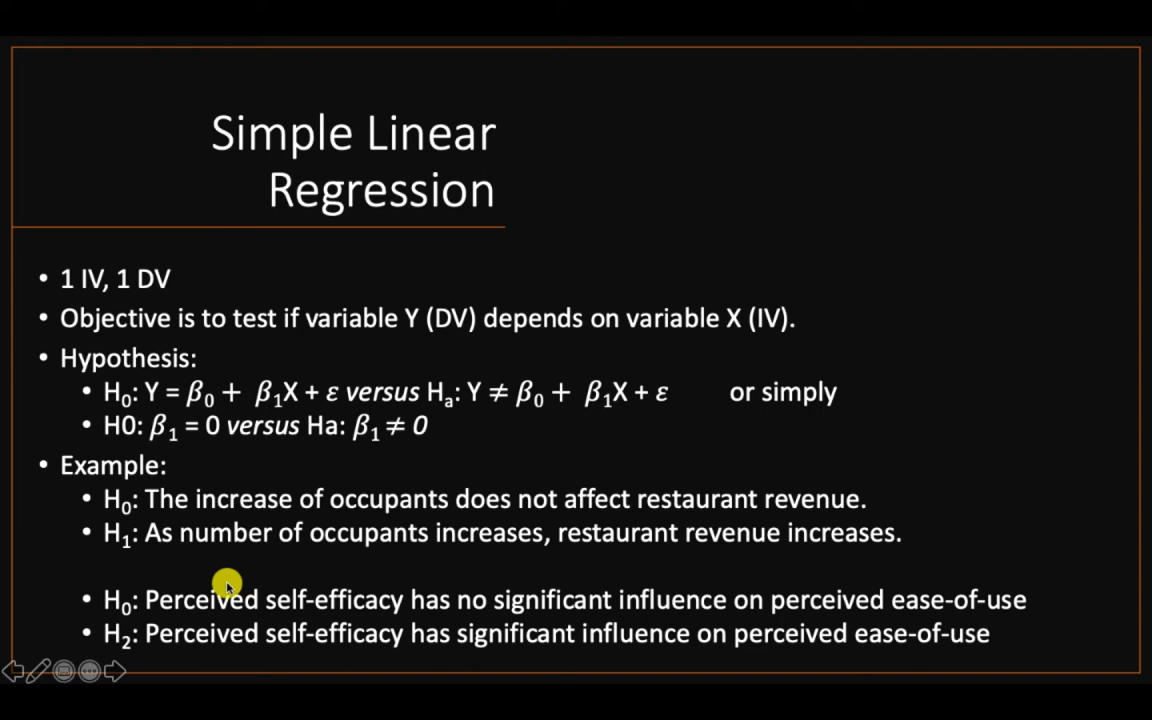 Simple Linear
Regression
• 1 IV, 1 DV
• Objective is to test if variable Y (DV) depends on variable X (IV).
• Hypothesis:
• H₀: Y = β₀ + β₁X + ε versus Hₐ: Y ≠ β₀ + β₁X + ε or simply
• H0: β₁ = 0 versus Ha: β₁ ≠ 0
• Example:
• H₀: The increase of occupants does not affect restaurant revenue.
• H₁: As number of occupants increases, restaurant revenue increases.
• H₀: Perceived self-efficacy has no significant influence on perceived ease-of-use
• H₂: Perceived self-efficacy has significant influence on perceived ease-of-use